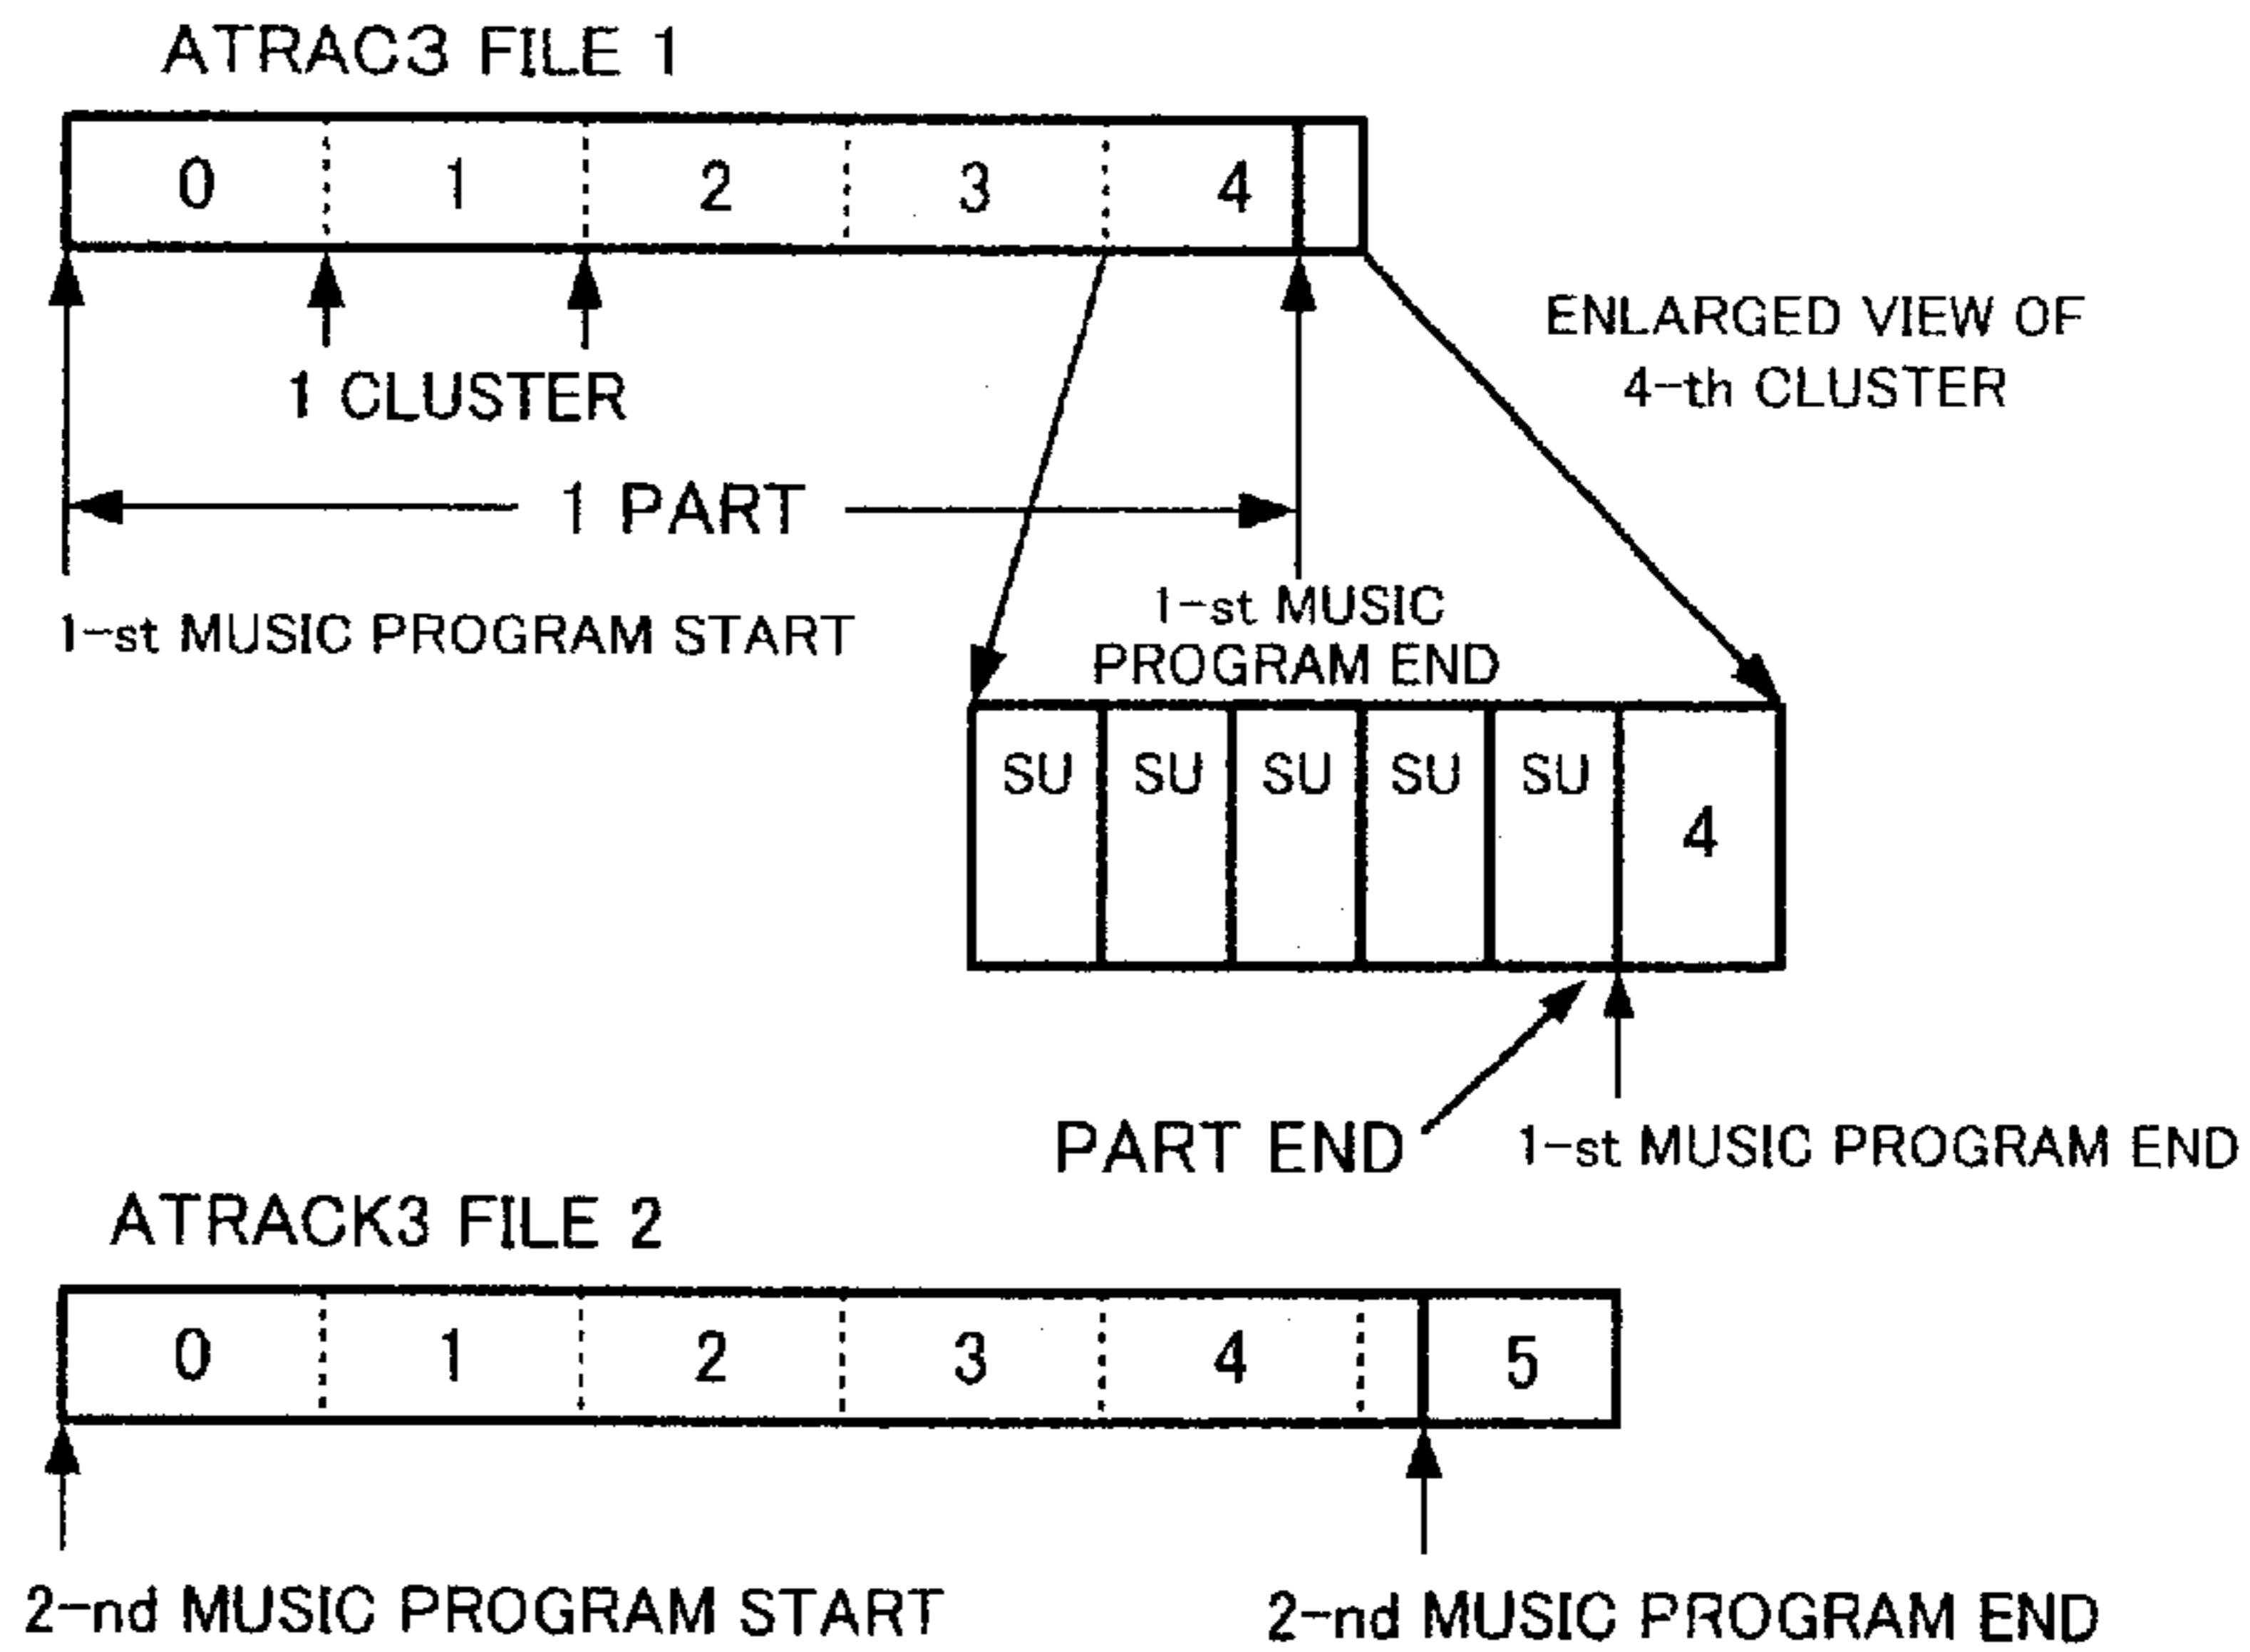 ATRAC3 FILE 1
0 1 2 3 4
1 CLUSTER
ENLARGED VIEW OF
4-th CLUSTER
1 PART
1-st MUSIC PROGRAM START
1-st MUSIC
PROGRAM END
SU SU SU SU SU 4
PART END
1-st MUSIC PROGRAM END
ATRACK3 FILE 2
0 1 2 3 4 5
2-nd MUSIC PROGRAM START
2-nd MUSIC PROGRAM END